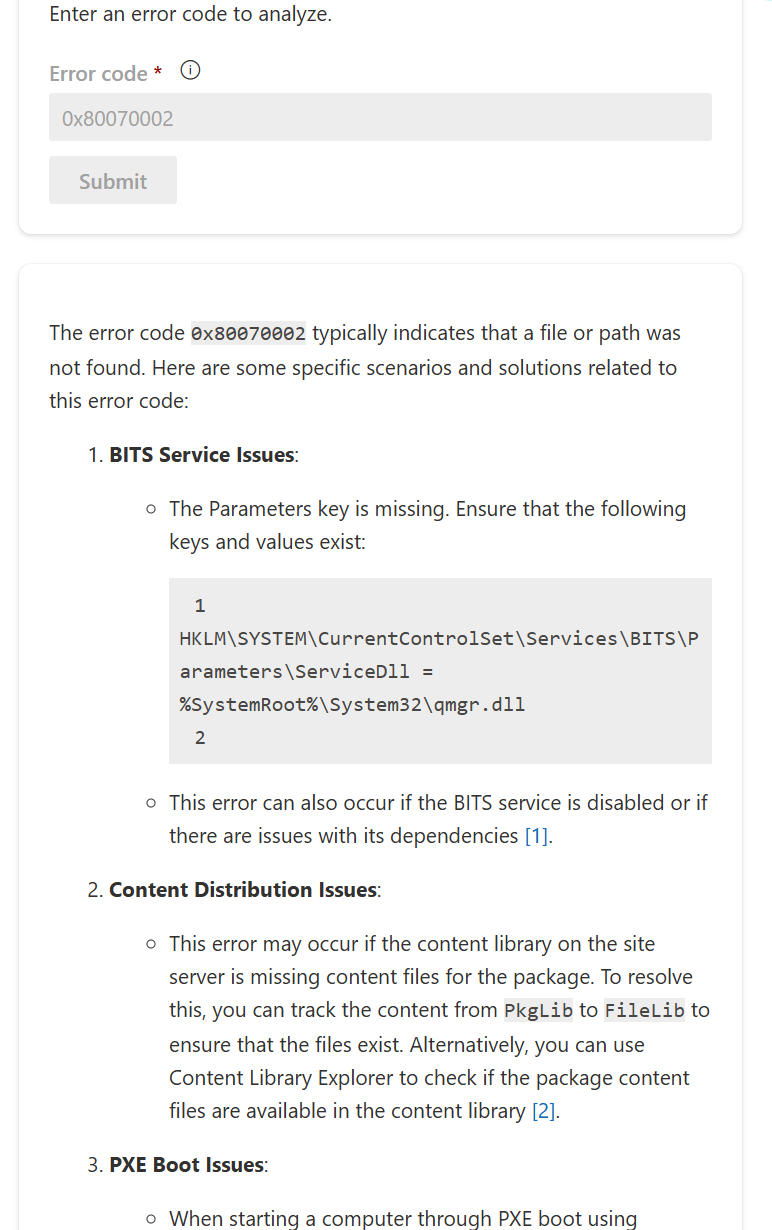 Enter an error code to analyze.
Error code *
0x80070002
Submit
The error code 0x80070002 typically indicates that a file or path was
not found. Here are some specific scenarios and solutions related to
this error code:
1. BITS Service Issues:
The Parameters key is missing. Ensure that the following
keys and values exist:
1
HKLM\SYSTEM\CurrentControlSet\Services\BITS\P
arameters\ServiceDll =
%SystemRoot%\System32\qmgr.dll
2
This error can also occur if the BITS service is disabled or if
there are issues with its dependencies [1].
2. Content Distribution Issues:
This error may occur if the content library on the site
server is missing content files for the package. To resolve
this, you can track the content from PkgLib to FileLib to
ensure that the files exist. Alternatively, you can use
Content Library Explorer to check if the package content
files are available in the content library [2].
3. PXE Boot Issues:
When starting a computer through PXE boot using